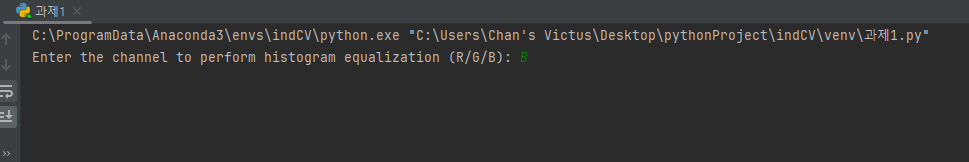 과제1
C:\ProgramData\Anaconda3\envs\indCV\python.exe "C:\Users\Chan's Victus\Desktop\pythonProject\indCV\venv\과제1.py"
Enter the channel to perform histogram equalization (R/G/B): B